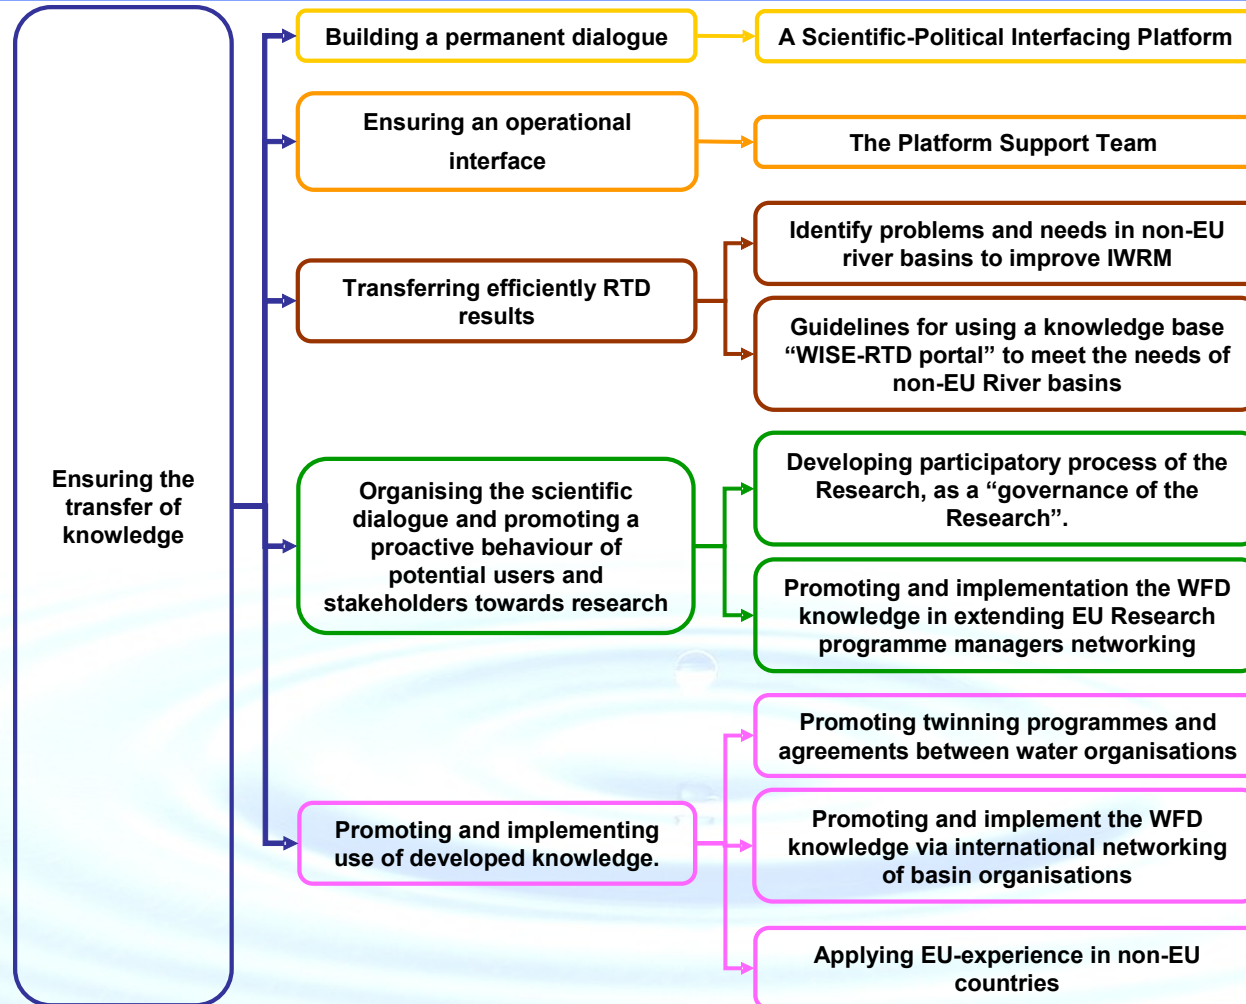 Ensuring the
transfer of
knowledge
Building a permanent dialogue
A Scientific-Political Interfacing Platform
Ensuring an operational
interface
The Platform Support Team
Transferring efficiently RTD
results
Identify problems and needs in non-EU
river basins to improve IWRM
Guidelines for using a knowledge base
“WISE-RTD portal” to meet the needs of
non-EU River basins
Organising the scientific
dialogue and promoting a
proactive behaviour of
potential users and
stakeholders towards research
Developing participatory process of the
Research, as a “governance of the
Research”.
Promoting and implementation the WFD
knowledge in extending EU Research
programme managers networking
Promoting and implementing
use of developed knowledge.
Promoting twinning programmes and
agreements between water organisations
Promoting and implement the WFD
knowledge via international networking
of basin organisations
Applying EU-experience in non-EU
countries